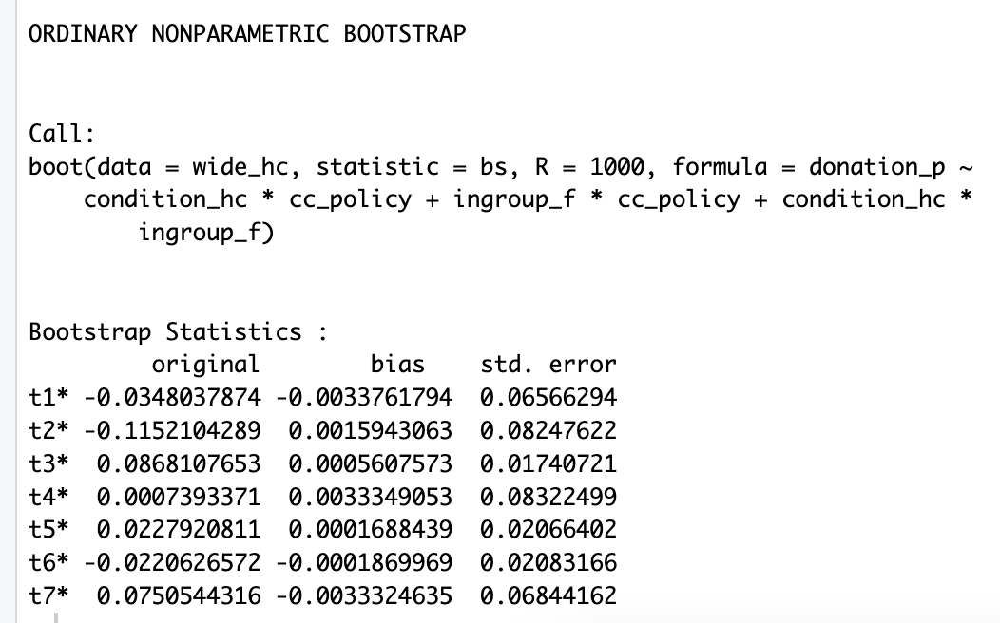 ORDINARY NONPARAMETRIC BOOTSTRAP
Call:
boot(data = wide_hc, statistic = bs, R = 1000, formula = donation_p ~
    condition_hc * cc_policy + ingroup_f * cc_policy + condition_hc *
        ingroup_f)
Bootstrap Statistics :
         original        bias    std. error
t1* -0.0348037874 -0.0033761794  0.06566294
t2* -0.1152104289  0.0015943063  0.08247622
t3*  0.0868107653  0.0005607573  0.01740721
t4*  0.0007393371  0.0033349053  0.08322499
t5*  0.0227920811  0.0001688439  0.02066402
t6* -0.0220626572 -0.0001869969  0.02083166
t7*  0.0750544316 -0.0033324635  0.06844162